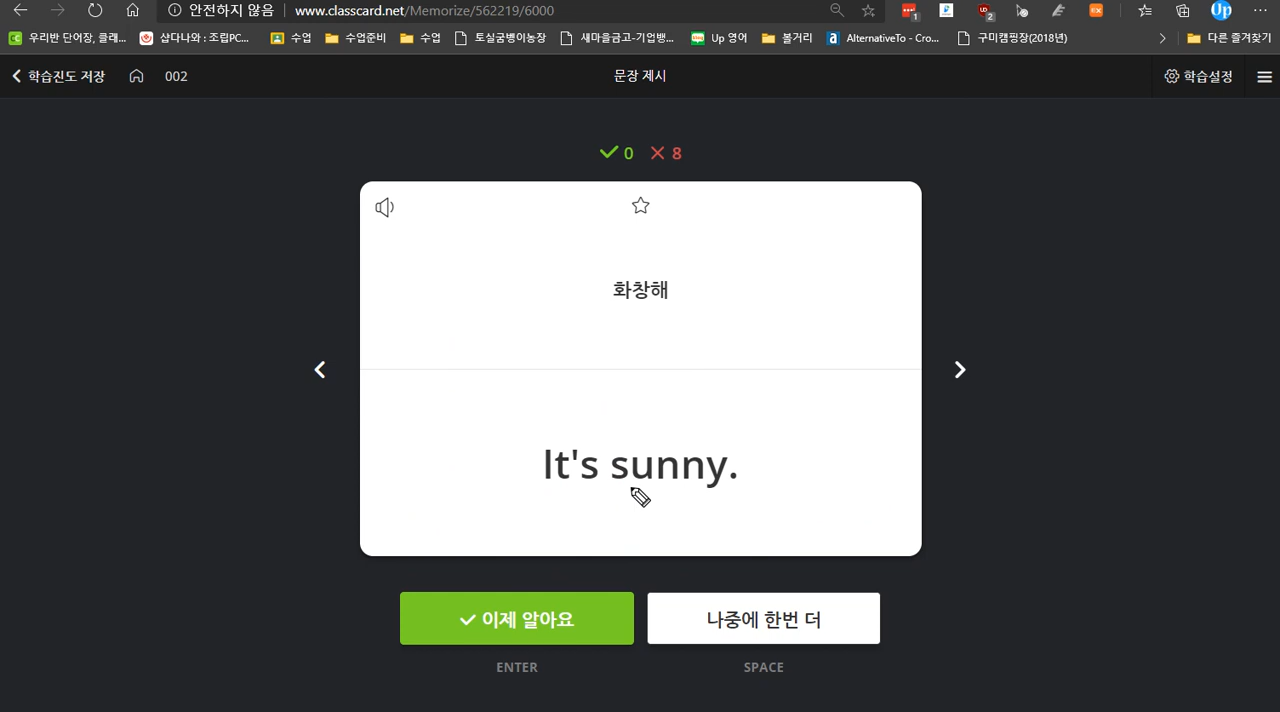 안전하지 않음 | www.classcard.net/Memorize/562219/6000
1 2 Up
우리반 단어장, 클래... 샵다나와 : 조립PC... 수업 수업준비 수업 토실굼벵이농장 새마을금고-기업뱅... Up 영어 볼거리 AlternativeTo - Cro... 구미캠핑장(2018년) 다른 즐겨찾기
학습진도 저장 002 문장 제시 학습설정
0 8
화창해
It's sunny.
이제 알아요 나중에 한번 더
ENTER SPACE